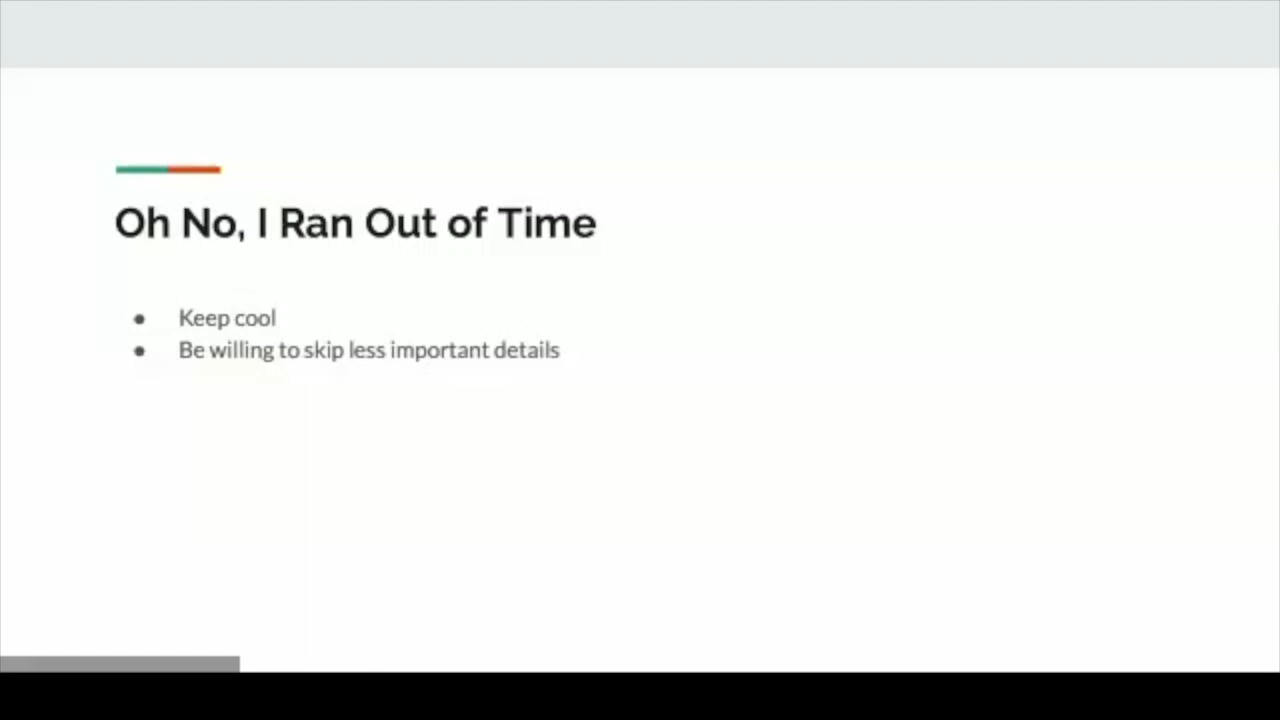 Oh No, I Ran Out of Time
● Keep cool
● Be willing to skip less important details